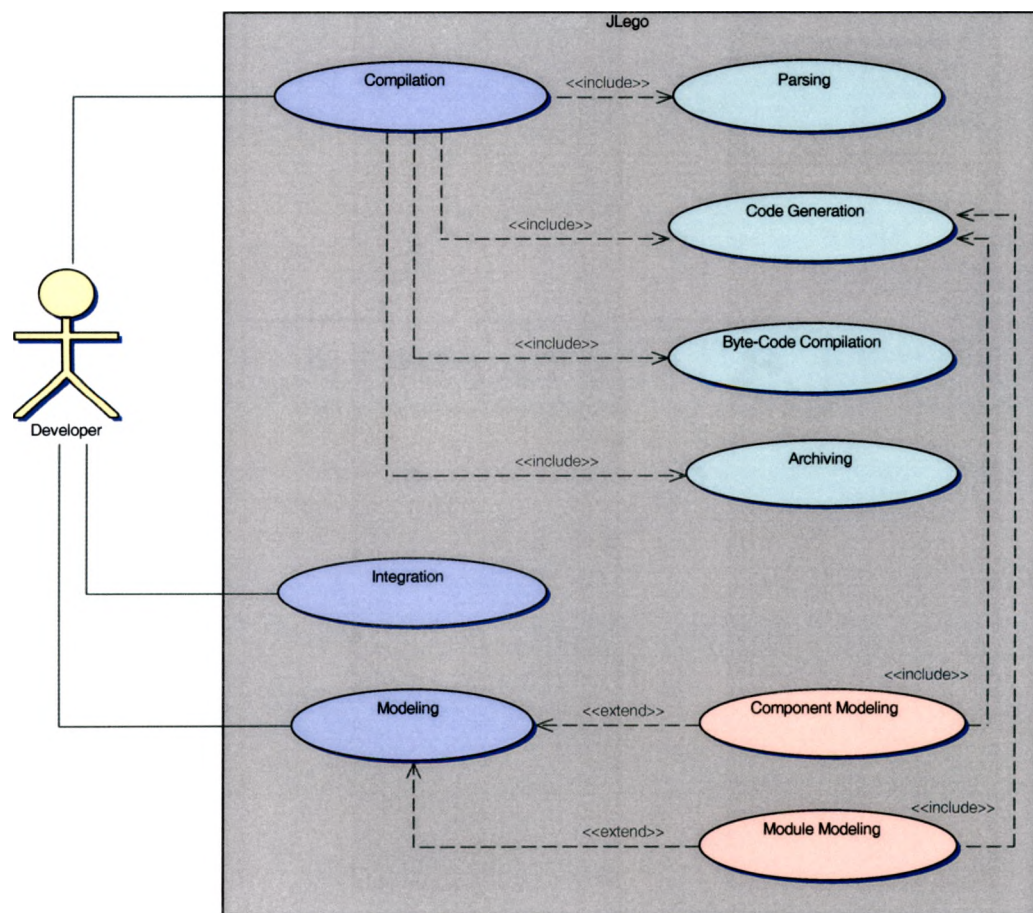 JLego
Compilation
<<include>>
Parsing
Code Generation
<<include>>
Byte-Code Compilation
<<include>>
Developer
Archiving
<<include>>
Integration
<<include>>
Modeling
<<extend>>
Component Modeling
<<include>>
<<extend>>
Module Modeling